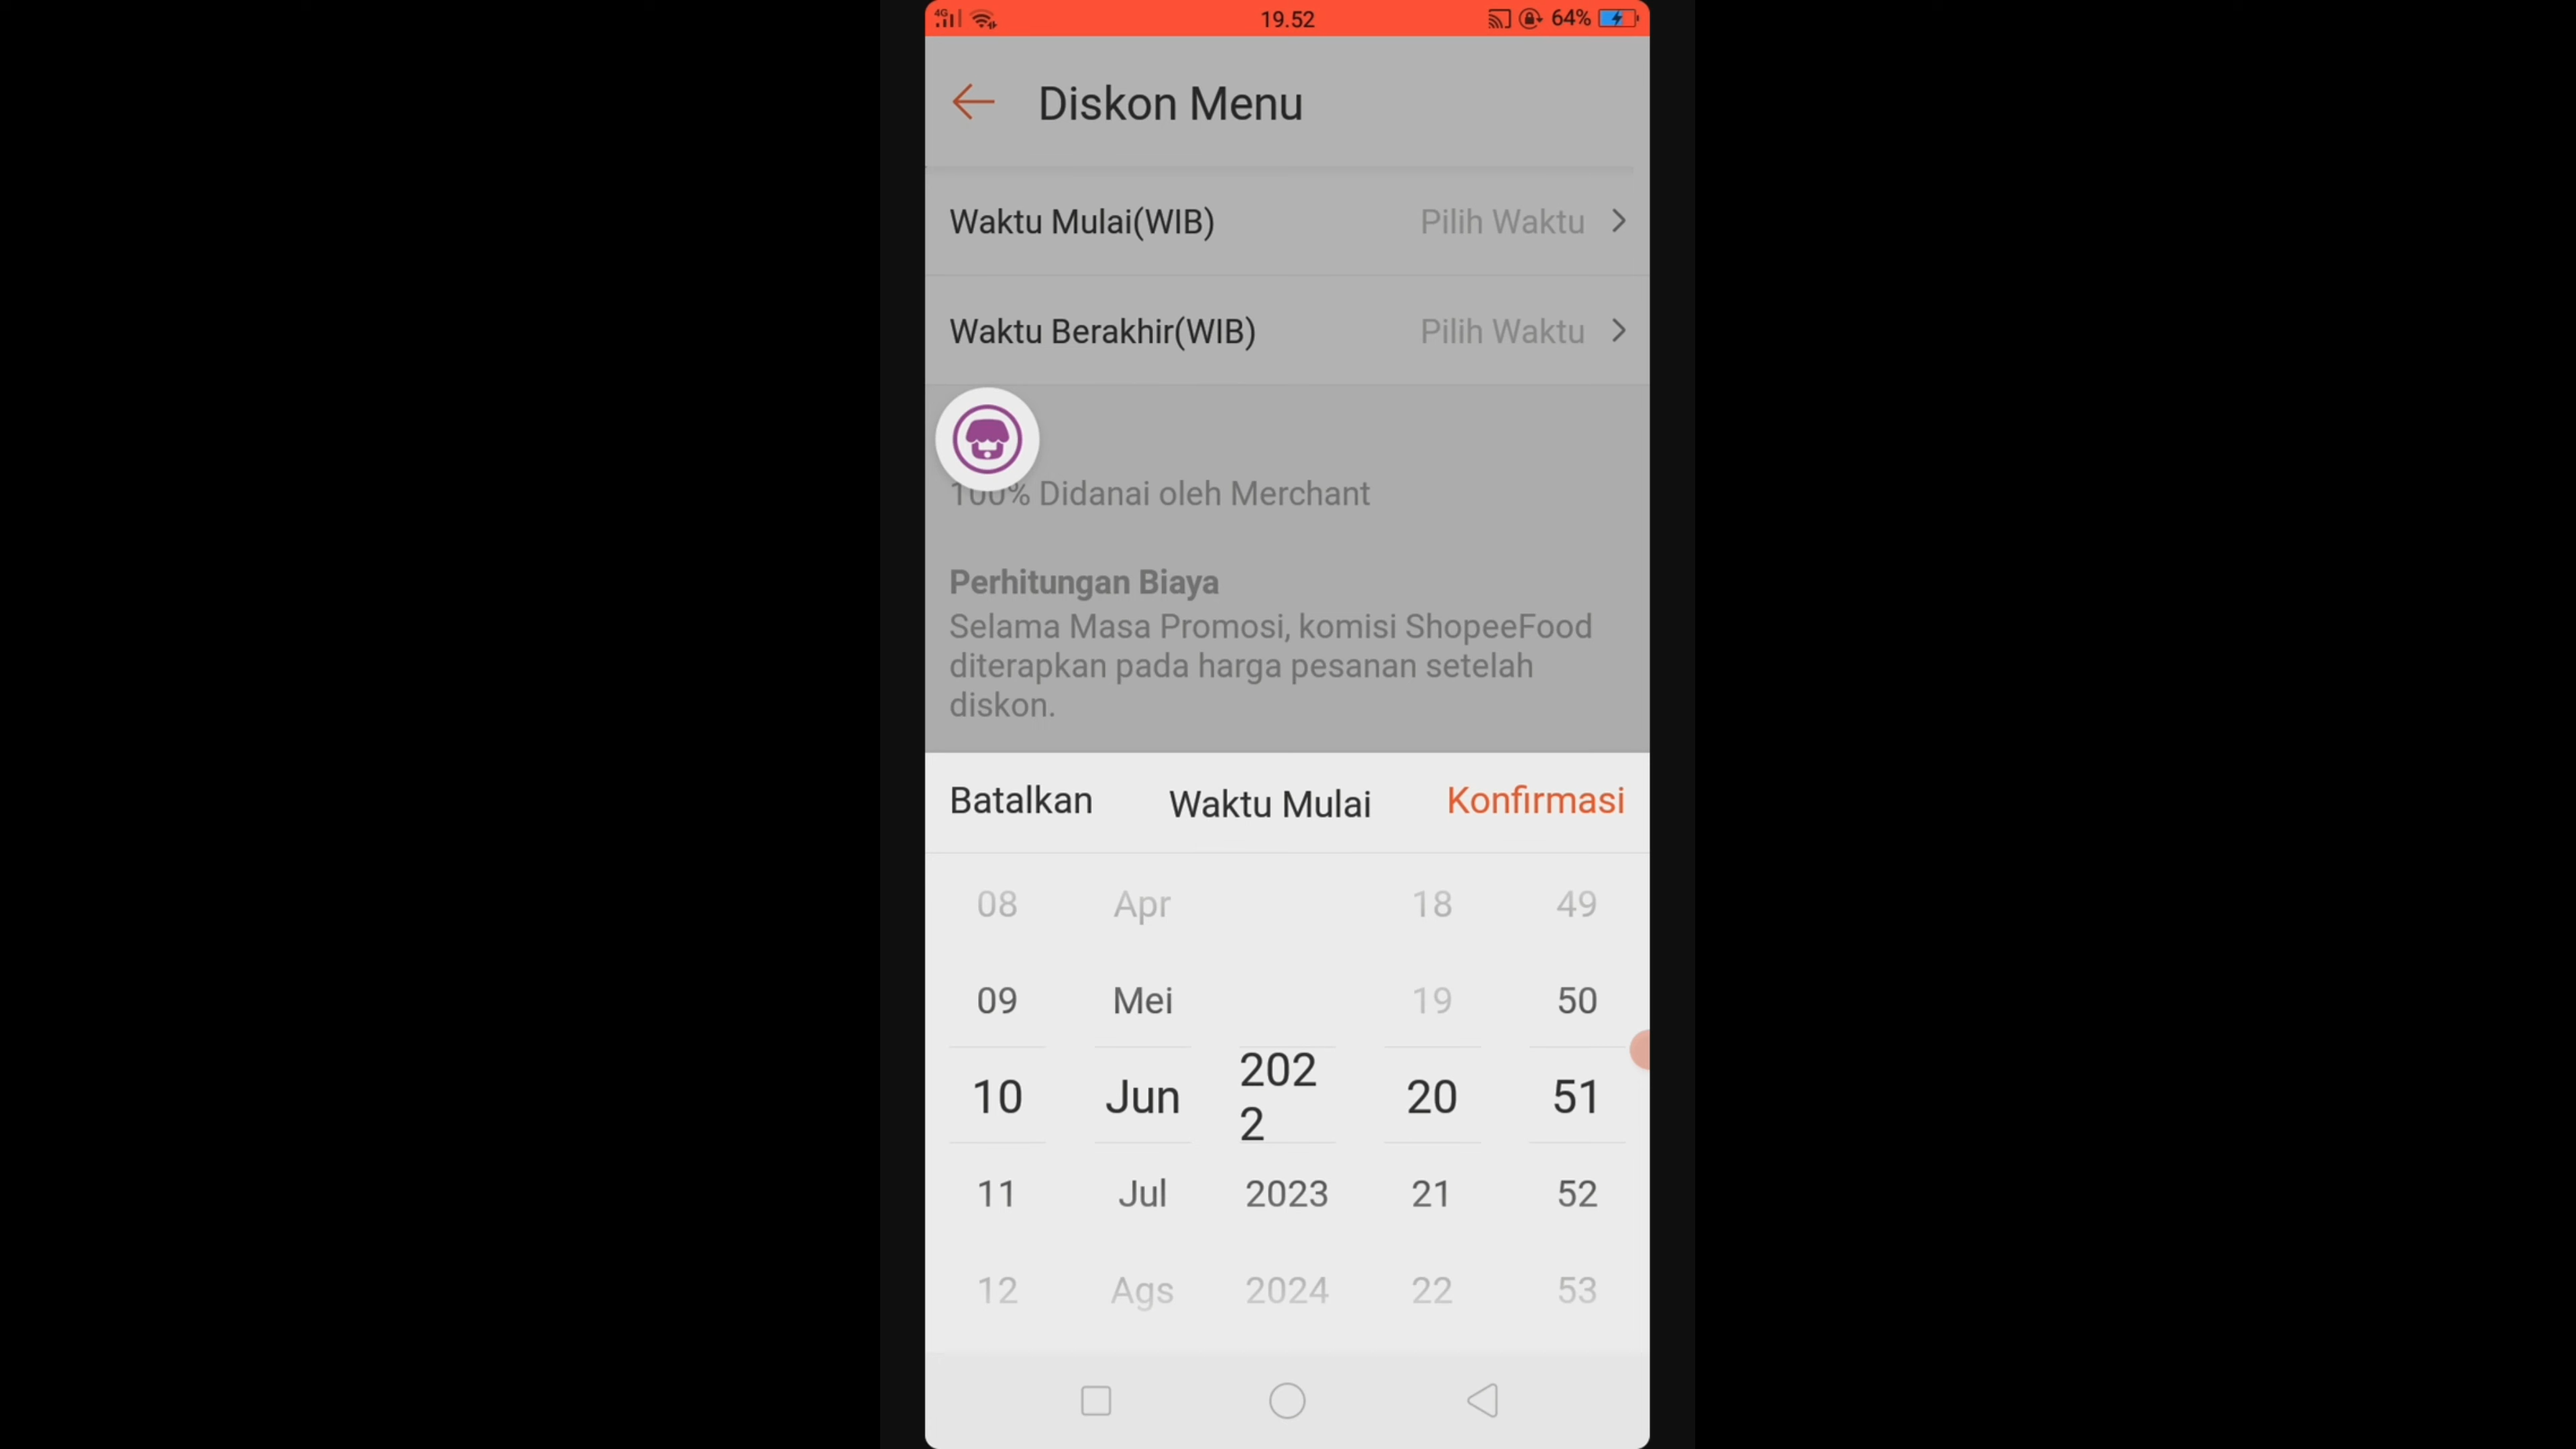 4G 19.52 64%
Diskon Menu
Waktu Mulai(WIB) Pilih Waktu
Waktu Berakhir(WIB) Pilih Waktu
100% Didanai oleh Merchant
Perhitungan Biaya
Selama Masa Promosi, komisi ShopeeFood
diterapkan pada harga pesanan setelah
diskon.
Batalkan Waktu Mulai Konfirmasi
08 Apr 18 49
09 Mei 19 50
10 Jun 202 20 51
2
11 Jul 2023 21 52
12 Ags 2024 22 53